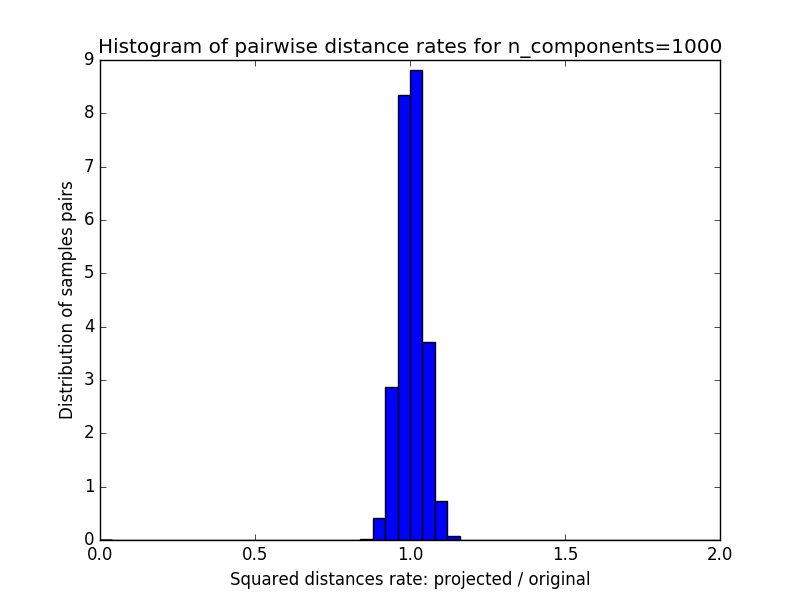 Histogram of pairwise distance rates for n_components=1000
9
8
7
6
5
4
3
2
1
0
Distribution of samples pairs
0.0 0.5 1.0 1.5 2.0
Squared distances rate: projected / original